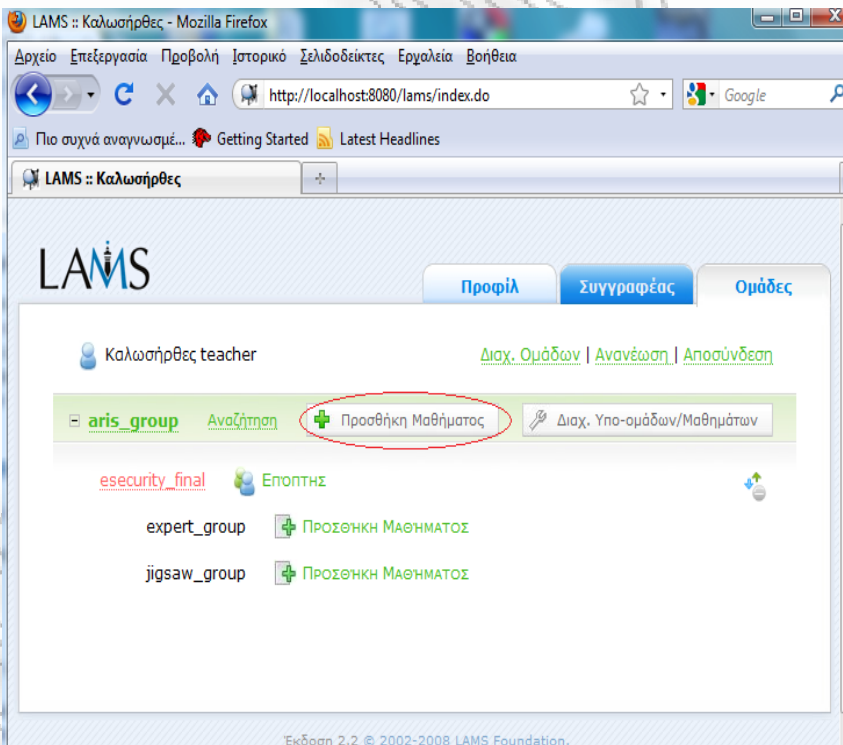 LAMS :: Καλωσήρθες - Mozilla Firefox
Αρχείο Επεξεργασία Προβολή Ιστορικό Σελιδοδείκτες Εργαλεία Βοήθεια
http://localhost:8080/lams/index.do Google
Πιο συχνά αναγνωσμέ... Getting Started Latest Headlines
LAMS :: Καλωσήρθες
LAMS
Προφίλ Συγγραφέας Ομάδες
Καλωσήρθες teacher Διαχ. Ομάδων | Ανανέωση | Αποσύνδεση
aris_group Αναζήτηση Προσθήκη Μαθήματος Διαχ. Υπο-ομάδων/Μαθημάτων
esecurity_final Επόπτης
expert_group Προσθήκη Μαθήματος
jigsaw_group Προσθήκη Μαθήματος
Έκδοση 2.2 © 2002-2008 LAMS Foundation.